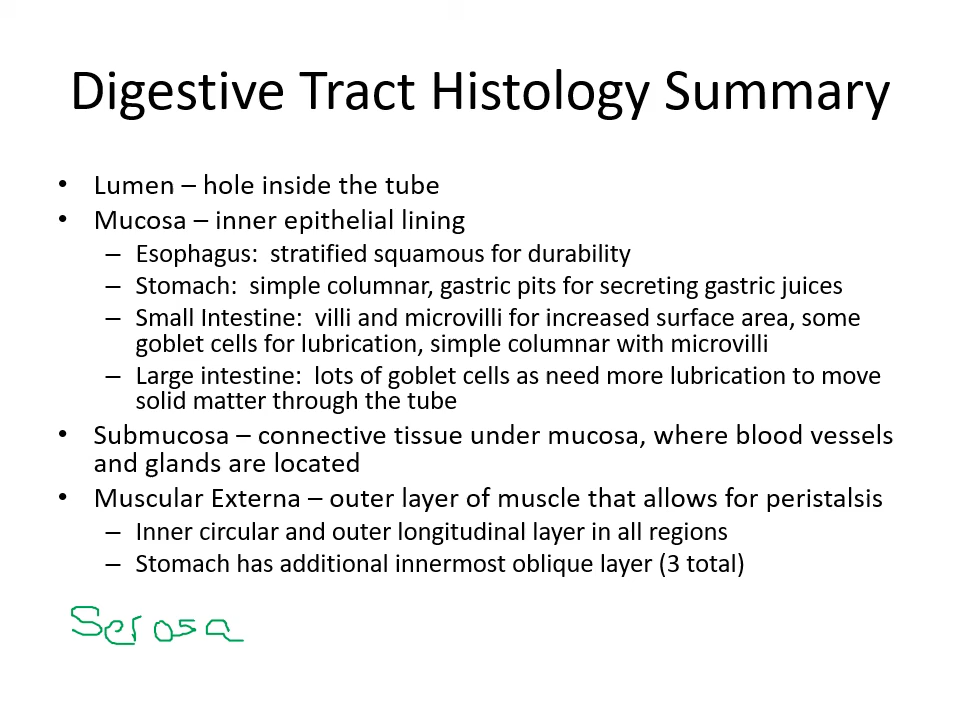 Digestive Tract Histology Summary
• Lumen – hole inside the tube
• Mucosa – inner epithelial lining
– Esophagus:  stratified squamous for durability
– Stomach:  simple columnar, gastric pits for secreting gastric juices
– Small Intestine:  villi and microvilli for increased surface area, some
goblet cells for lubrication, simple columnar with microvilli
– Large intestine:  lots of goblet cells as need more lubrication to move
solid matter through the tube
• Submucosa – connective tissue under mucosa, where blood vessels
and glands are located
• Muscular Externa – outer layer of muscle that allows for peristalsis
– Inner circular and outer longitudinal layer in all regions
– Stomach has additional innermost oblique layer (3 total)
Serosa